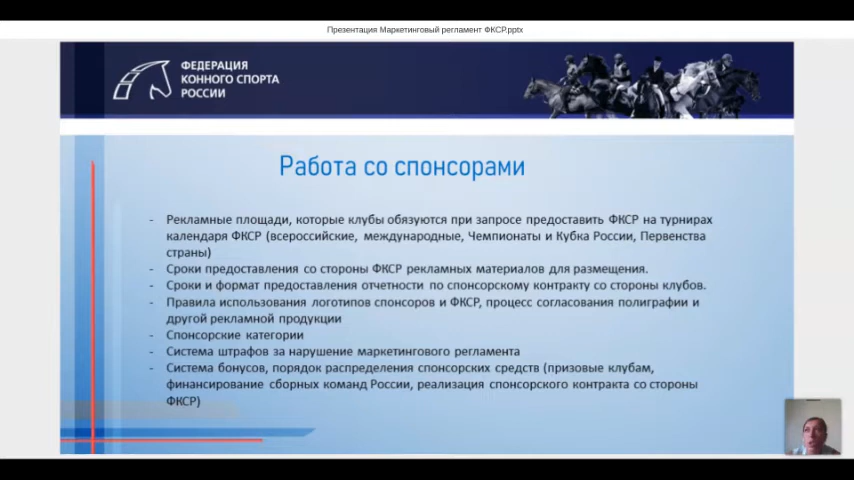 Презентация Маркетинговый регламент ФКСР.pptx
ФЕДЕРАЦИЯ
КОННОГО СПОРТА
РОССИИ
Работа со спонсорами
- Рекламные площади, которые клубы обязуются при запросе предоставить ФКСР на турнирах
календаря ФКСР (всероссийские, международные, Чемпионаты и Кубка России, Первенства
страны)
- Сроки предоставления со стороны ФКСР рекламных материалов для размещения.
- Сроки и формат предоставления отчетности по спонсорскому контракту со стороны клубов.
- Правила использования логотипов спонсоров и ФКСР, процесс согласования полиграфии и
другой рекламной продукции
- Спонсорские категории
- Система штрафов за нарушение маркетингового регламента
- Система бонусов, порядок распределения спонсорских средств (призовые клубам,
финансирование сборных команд России, реализация спонсорского контракта со стороны
ФКСР)